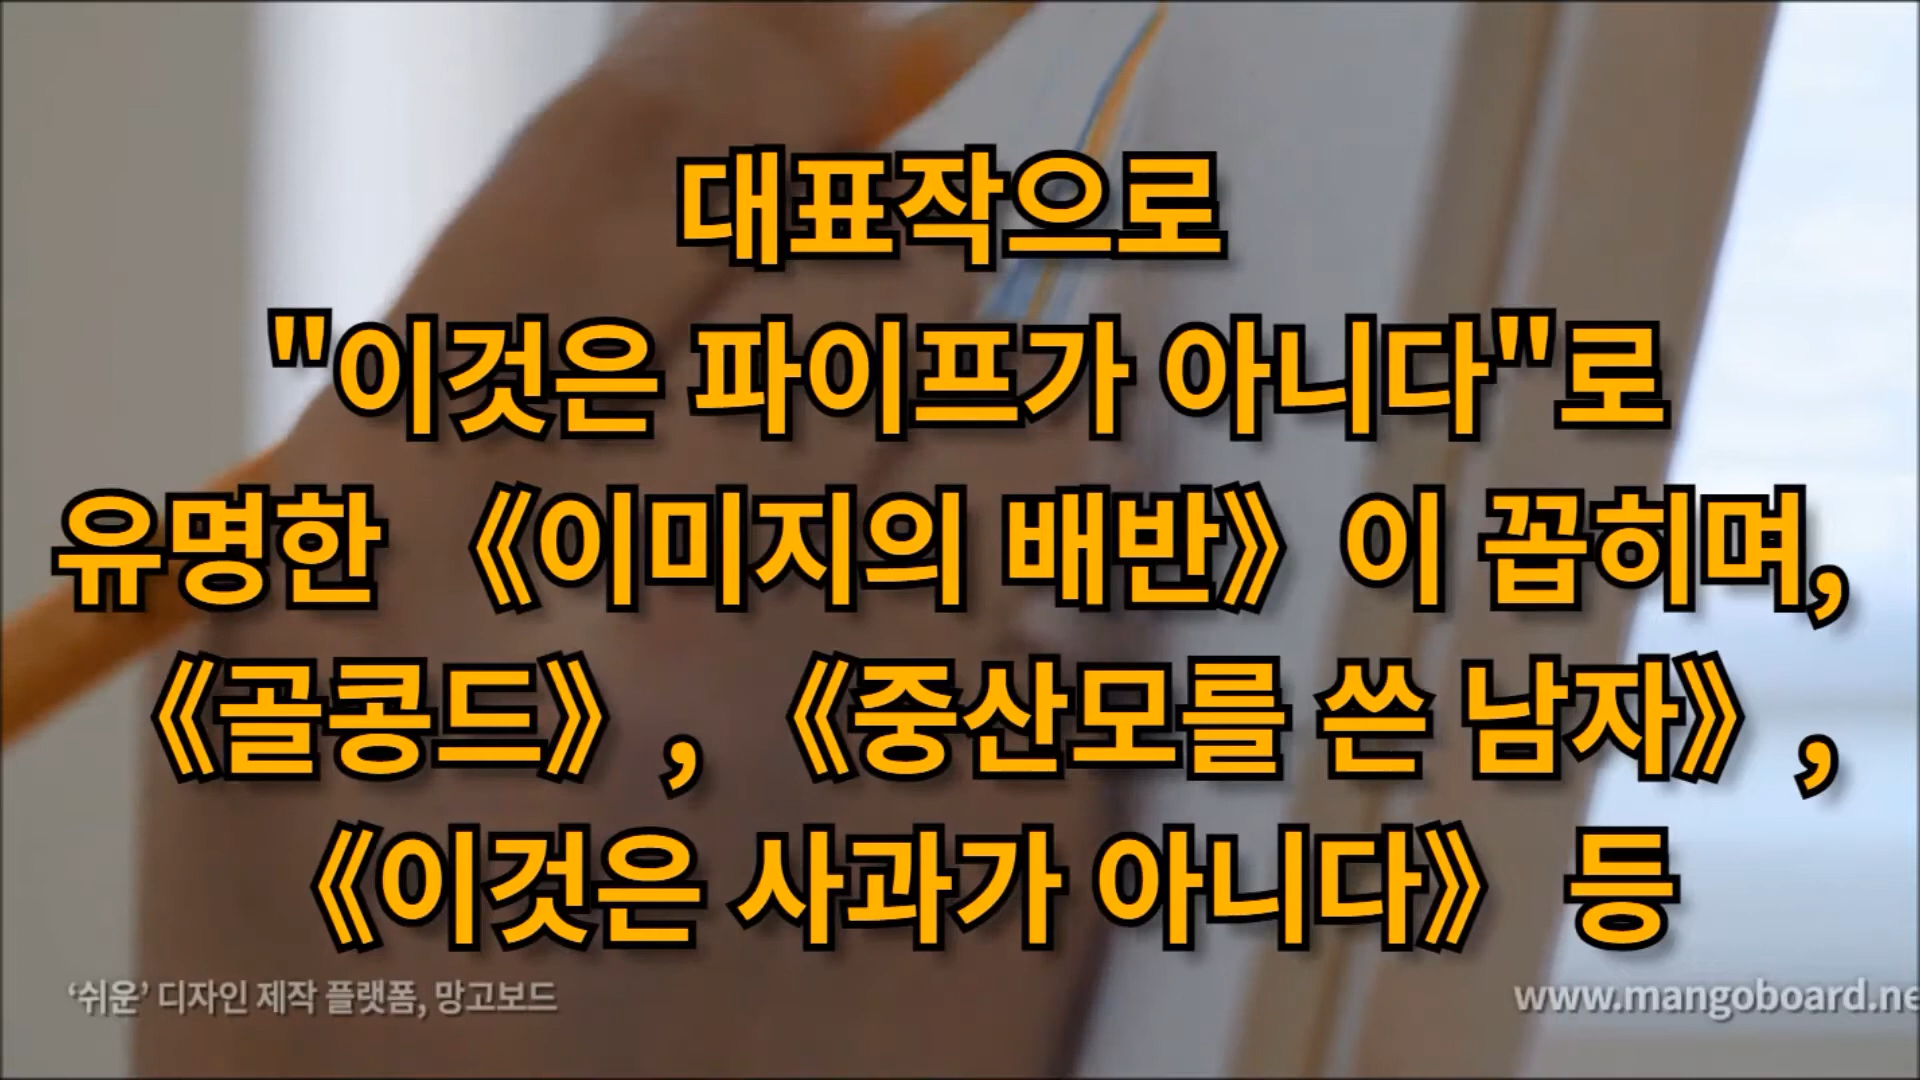 대표작으로
"이것은 파이프가 아니다"로
유명한 《이미지의 배반》이 꼽히며,
《골콩드》, 《중산모를 쓴 남자》,
《이것은 사과가 아니다》 등
‘쉬운’ 디자인 제작 플랫폼, 망고보드
www.mangoboard.ne